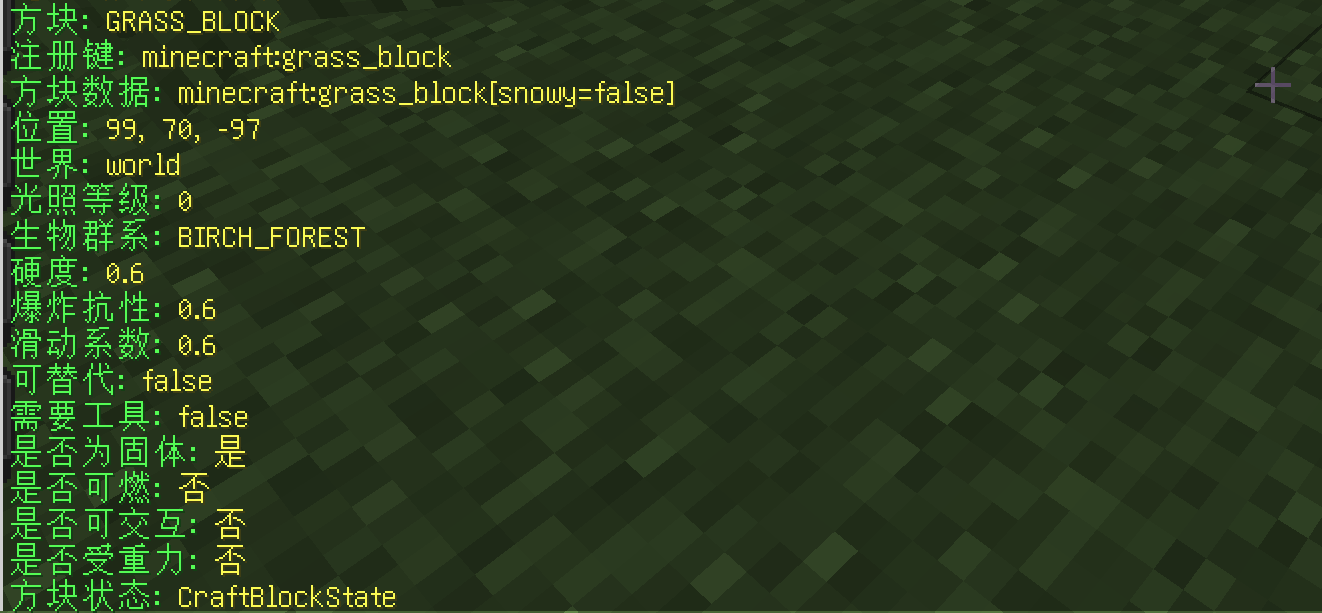 方块: GRASS_BLOCK
注册键: minecraft:grass_block
方块数据: minecraft:grass_block[snowy=false]
位置: 99, 70, -97
世界: world
光照等级: 0
生物群系: BIRCH_FOREST
硬度: 0.6
爆炸抗性: 0.6
滑动系数: 0.6
可替代: false
需要工具: false
是否为固体: 是
是否可燃: 否
是否可交互: 否
是否受重力: 否
方块状态: CraftBlockState